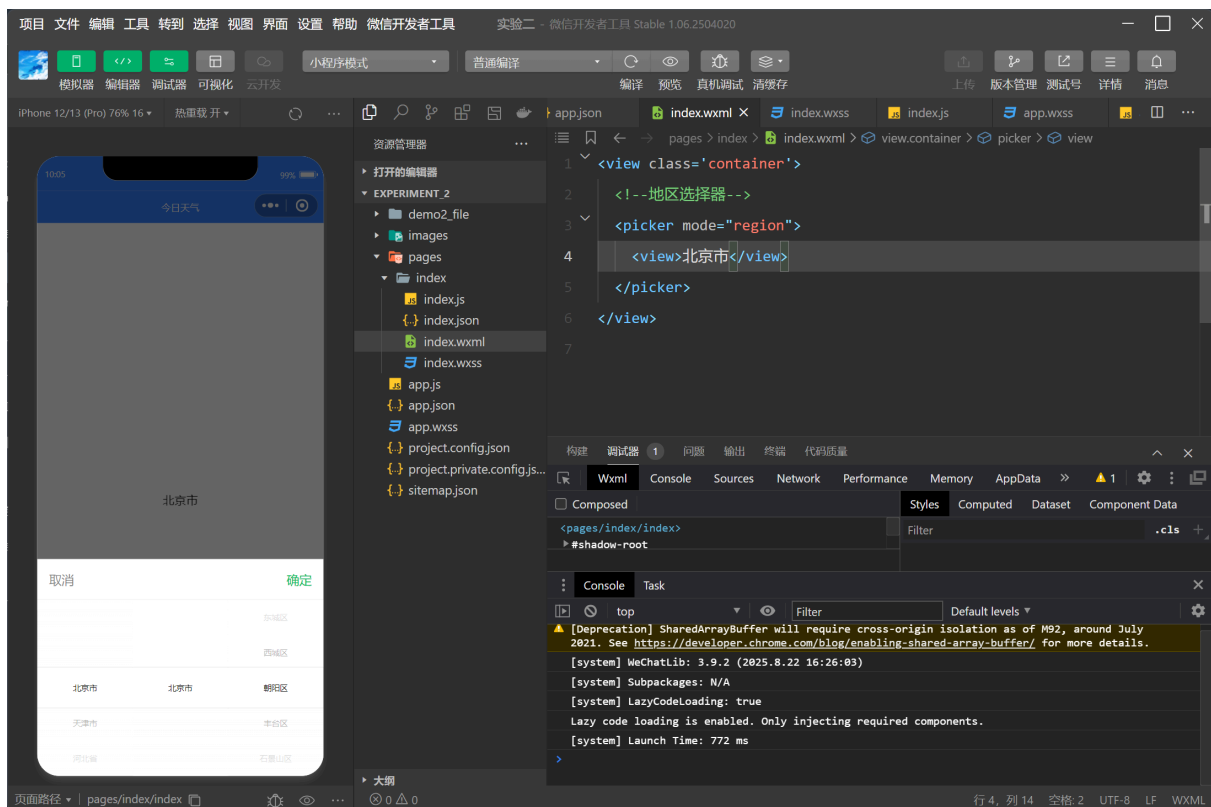 项目 文件 编辑 工具 转到 选择 视图 界面 设置 帮助 微信开发者工具 实验二 - 微信开发者工具 Stable 1.06.2504020
小程序模式 普通编译
模拟器 编辑器 调试器 可视化 云开发 编译 预览 真机调试 清缓存 上传 版本管理 测试号 详情 消息
iPhone 12/13 (Pro) 76% 16 热重载 开
app.json index.wxml index.wxss index.js app.wxss
pages > index > index.wxml > view.container > picker > view
资源管理器
打开的编辑器
EXPERIMENT_2
demo2_file
images
pages
index
index.js
index.json
index.wxml
index.wxss
app.js
app.json
app.wxss
project.config.json
project.private.config.js...
sitemap.json
大纲
10:05 99%
今日天气
北京市
取消 确定
东城区
西城区
北京市 北京市 朝阳区
天津市 丰台区
河北省 石景山区
1 <view class='container'>
2 <!--地区选择器-->
3 <picker mode="region">
4 <view>北京市</view>
5 </picker>
6 </view>
7
构建 调试器 1 问题 输出 终端 代码质量
Wxml Console Sources Network Performance Memory AppData » 1
Composed
<pages/index/index>
#shadow-root
Styles Computed Dataset Component Data
Filter .cls +
Console Task
top Filter Default levels
[Deprecation] SharedArrayBuffer will require cross-origin isolation as of M92, around July
2021. See https://developer.chrome.com/blog/enabling-shared-array-buffer/ for more details.
[system] WeChatLib: 3.9.2 (2025.8.22 16:26:03)
[system] Subpackages: N/A
[system] LazyCodeLoading: true
Lazy code loading is enabled. Only injecting required components.
[system] Launch Time: 772 ms
>
页面路径 pages/index/index 0 0 行 4，列 14 空格: 2 UTF-8 LF WXML